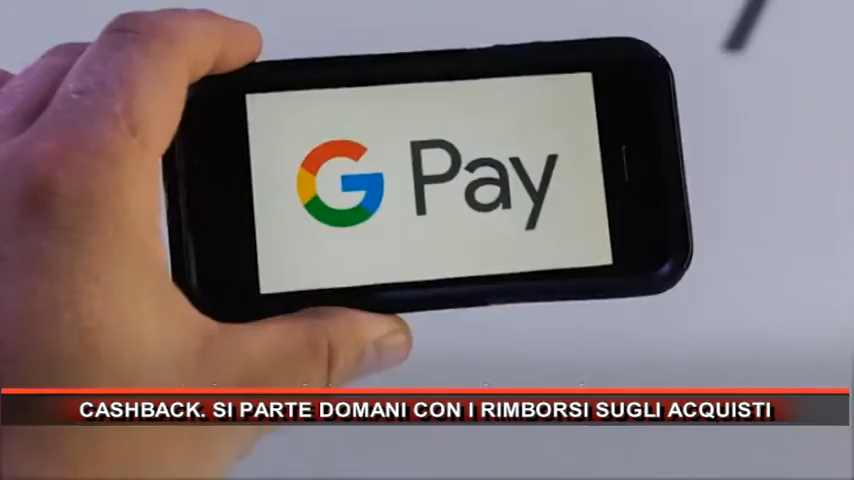 G Pay
CASHBACK. SI PARTE DOMANI CON I RIMBORSI SUGLI ACQUISTI